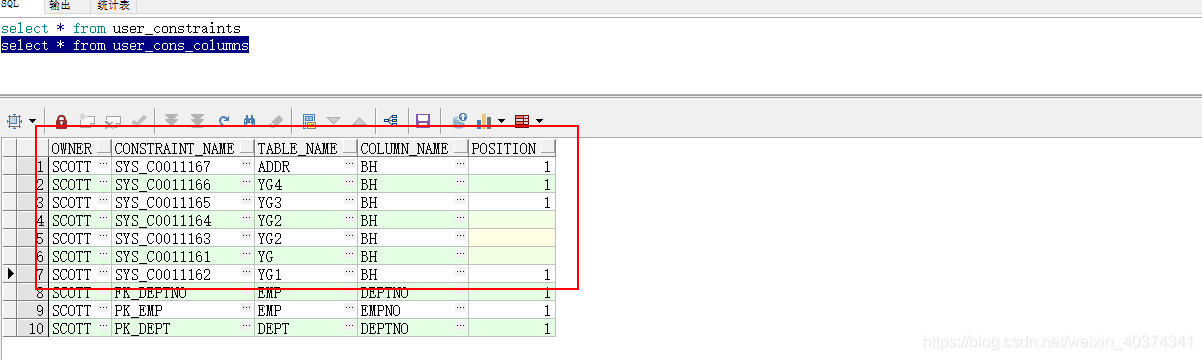 SQL 输出 统计表
select * from user_constraints
select * from user_cons_columns
OWNER CONSTRAINT_NAME TABLE_NAME COLUMN_NAME POSITION
1 SCOTT SYS_C0011167 ADDR BH 1
2 SCOTT SYS_C0011166 YG4 BH 1
3 SCOTT SYS_C0011165 YG3 BH 1
4 SCOTT SYS_C0011164 YG2 BH
5 SCOTT SYS_C0011163 YG2 BH
6 SCOTT SYS_C0011161 YG BH
7 SCOTT SYS_C0011162 YG1 BH 1
8 SCOTT FK_DEPTNO EMP DEPTNO 1
9 SCOTT PK_EMP EMP EMPNO 1
10 SCOTT PK_DEPT DEPT DEPTNO 1
https://blog.csdn.net/weixin_40374341